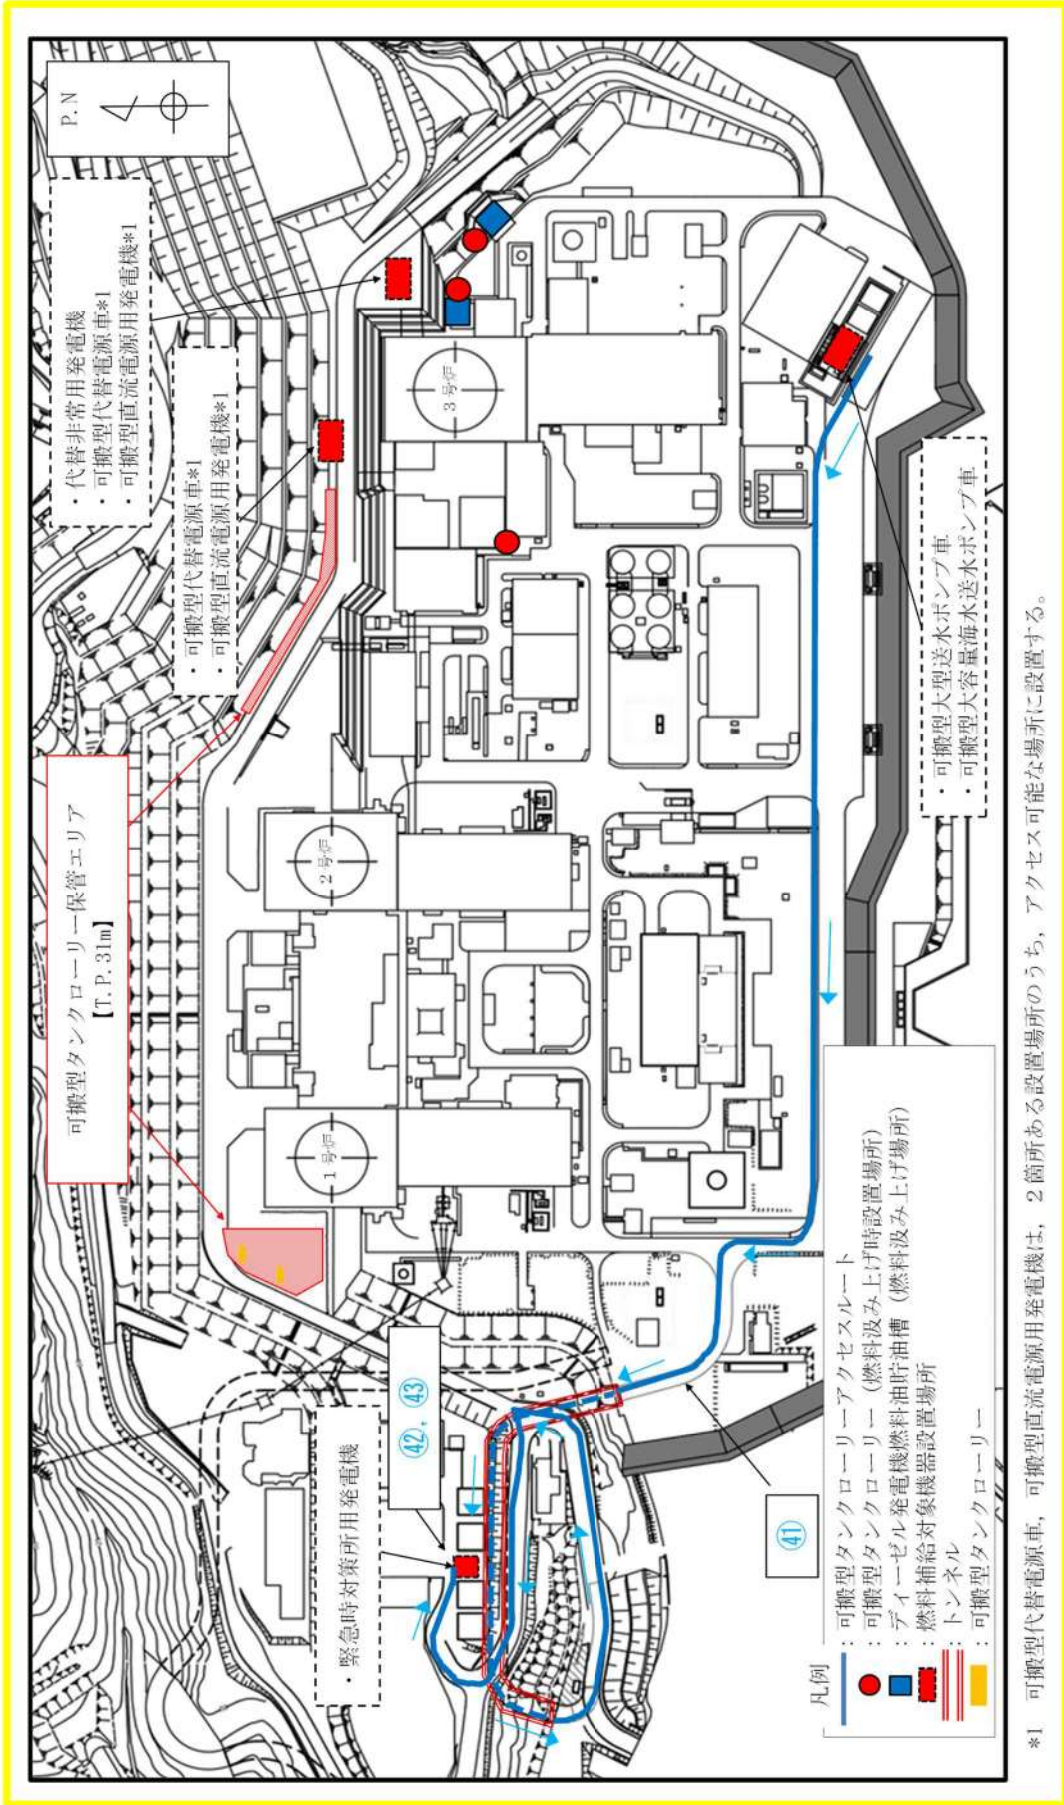 P.N
・代替非常用発電機
・可搬型代替電源車*1
・可搬型直流電源用発電機*1
・可搬型代替電源車*1
・可搬型直流電源用発電機*1
可搬型タンクローリー保管エリア
【T.P.31m】
3号炉
2号炉
1号炉
㊷，㊸
・緊急時対策所用発電機
㊶
・可搬型大型送水ポンプ車
・可搬型大容量海水送水ポンプ車
凡例
：可搬型タンクローリーアクセスルート
：可搬型タンクローリー（燃料汲み上げ時設置場所）
：ディーゼル発電機燃料油貯油槽（燃料汲み上げ場所）
：燃料補給対象機器設置場所
：トンネル
：可搬型タンクローリー
*1 可搬型代替電源車，可搬型直流電源用発電機は，2箇所ある設置場所のうち，アクセス可能な場所に設置する。